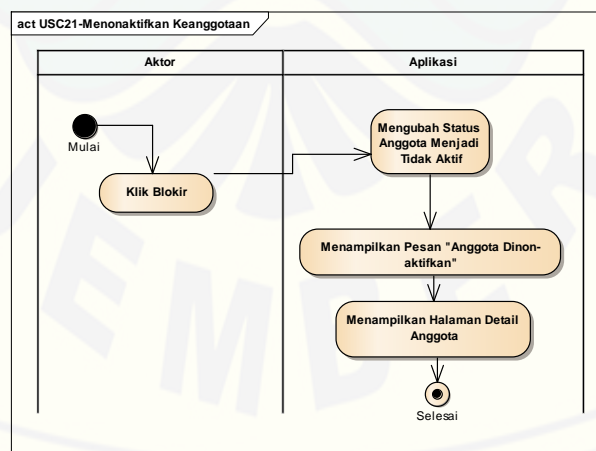 act USC21-Menonaktifkan Keanggotaan
Aktor
Aplikasi
Mulai
Klik Blokir
Mengubah Status
Anggota Menjadi
Tidak Aktif
Menampilkan Pesan "Anggota Dinon-
aktifkan"
Menampilkan Halaman Detail
Anggota
Selesai
JEMBER